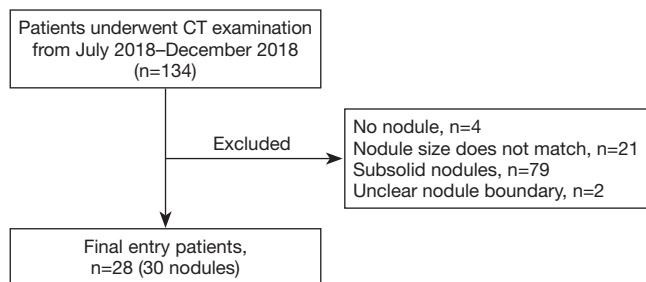 Patients underwent CT examination
from July 2018–December 2018
(n=134)
Excluded
No nodule, n=4
Nodule size does not match, n=21
Subsolid nodules, n=79
Unclear nodule boundary, n=2
Final entry patients,
n=28 (30 nodules)